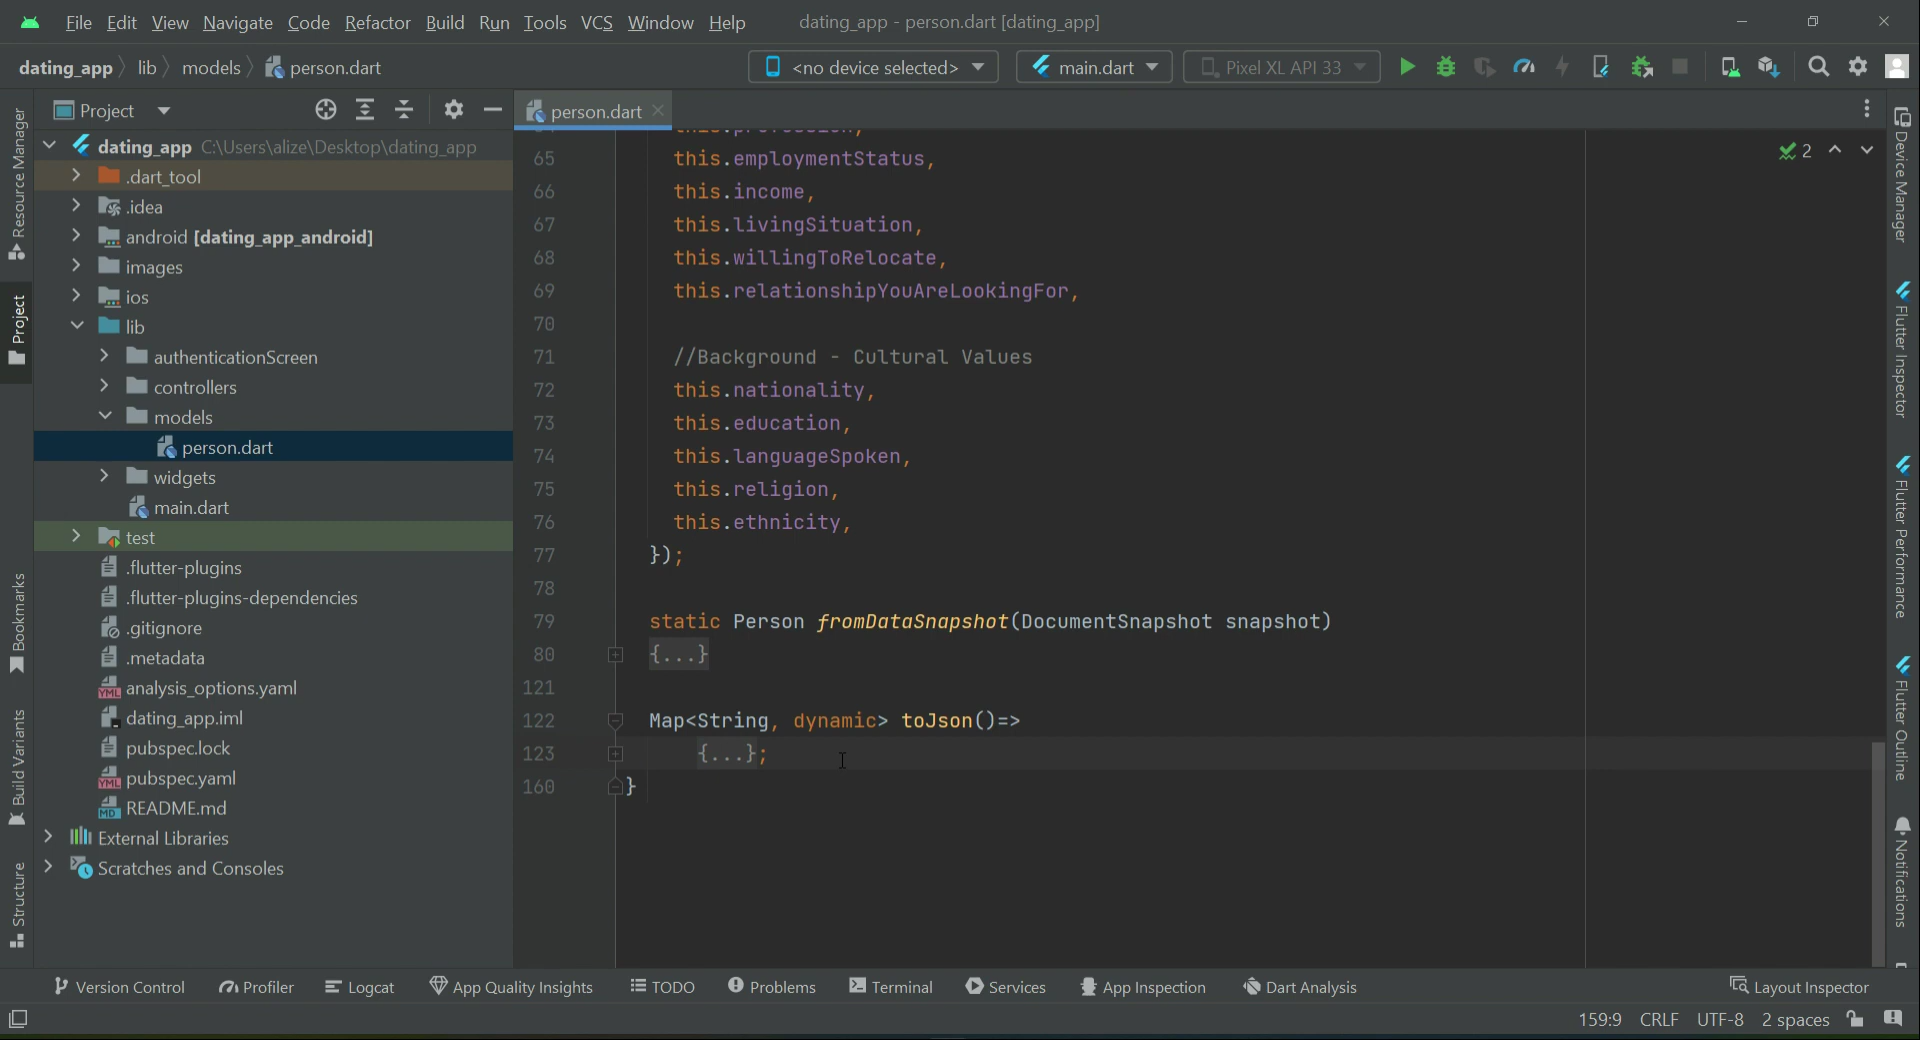 File Edit View Navigate Code Refactor Build Run Tools VCS Window Help dating_app - person.dart [dating_app]
dating_app lib models person.dart <no device selected> main.dart Pixel XL API 33
Project
person.dart
dating_app C:\Users\alize\Desktop\dating_app
.dart_tool
.idea
android [dating_app_android]
images
ios
lib
authenticationScreen
controllers
models
person.dart
widgets
main.dart
test
.flutter-plugins
.flutter-plugins-dependencies
.gitignore
.metadata
analysis_options.yaml
dating_app.iml
pubspec.lock
pubspec.yaml
README.md
External Libraries
Scratches and Consoles
Resource Manager
Project
Bookmarks
Build Variants
Structure
65 this.employmentStatus,
66 this.income,
67 this.livingSituation,
68 this.willingToRelocate,
69 this.relationshipYouAreLookingFor,
70
71 //Background - Cultural Values
72 this.nationality,
73 this.education,
74 this.languageSpoken,
75 this.religion,
76 this.ethnicity,
77 });
78
79 static Person fromDataSnapshot(DocumentSnapshot snapshot)
80 {...}
121
122 Map<String, dynamic> toJson()=>
123 {...};
160 }
2
Device Manager
Flutter Inspector
Flutter Performance
Flutter Outline
Notifications
Version Control Profiler Logcat App Quality Insights TODO Problems Terminal Services App Inspection Dart Analysis Layout Inspector
159:9 CRLF UTF-8 2 spaces